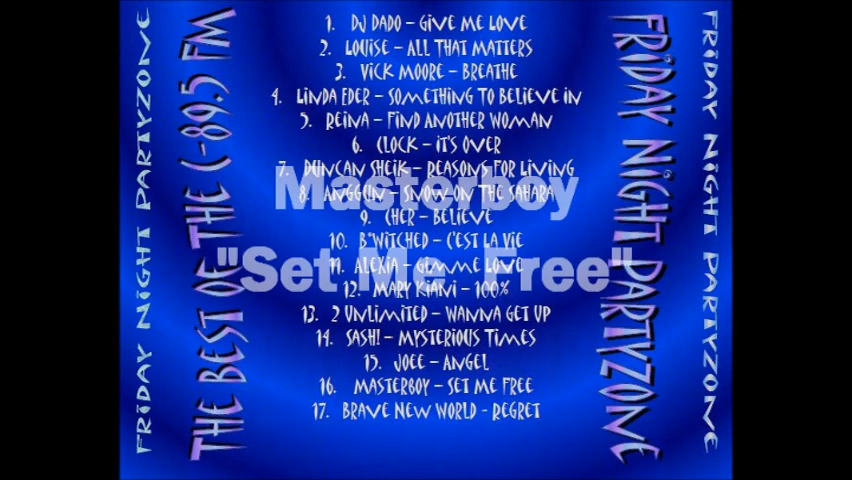 FRIDAY NIGHT PARTYZONE
THE BEST OF THE C-89.5 FM
1. DJ DADO – GIVE ME LOVE
2. LOUISE – ALL THAT MATTERS
3. VICK MOORE – BREATHE
4. LINDA EDER – SOMETHING TO BELIEVE IN
5. REINA – FIND ANOTHER WOMAN
6. CLOCK – IT'S OVER
7. DUNCAN SHEIK – REASONS FOR LIVING
8. ANGGUN – SNOW ON THE SAHARA
9. CHER – BELIEVE
10. B*WITCHED – C'EST LA VIE
11. ALEXIA – GIMME LOVE
12. MARY KIANI – 100%
13. 2 UNLIMITED – WANNA GET UP
14. SASH! – MYSTERIOUS TIMES
15. JOEE – ANGEL
16. MASTERBOY – SET ME FREE
17. BRAVE NEW WORLD - REGRET
Masterboy
"Set Me Free"
FRIDAY NIGHT PARTYZONE
FRIDAY NIGHT PARTYZONE